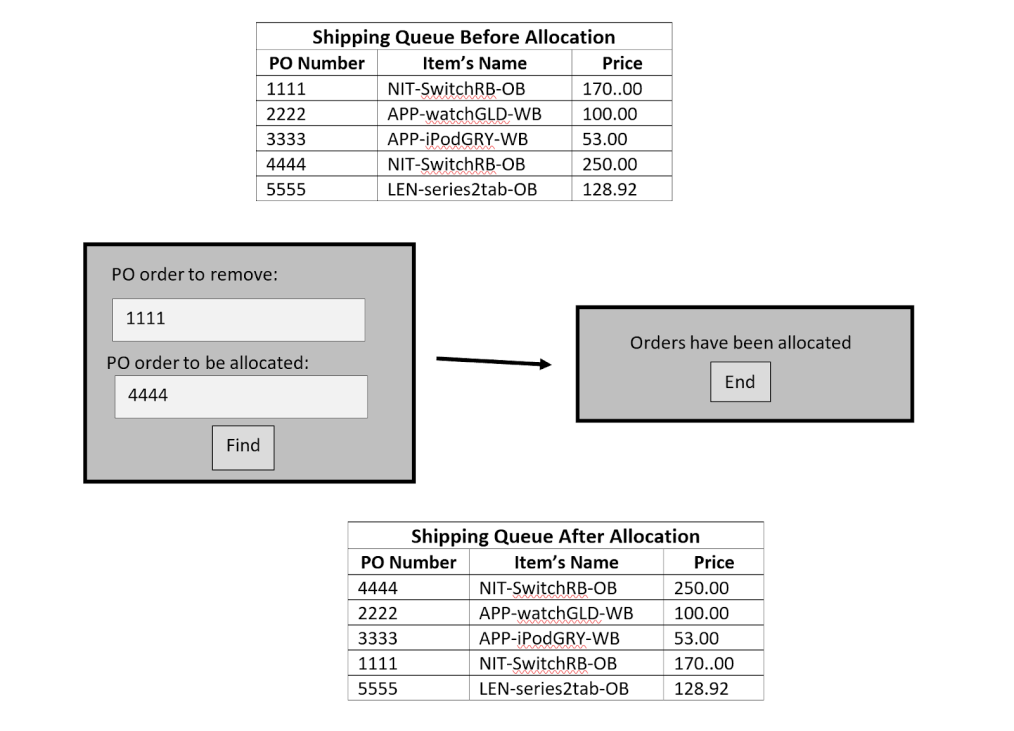 Shipping Queue Before Allocation
PO Number Item's Name Price
1111 NIT-SwitchRB-OB 170..00
2222 APP-watchGLD-WB 100.00
3333 APP-iPodGRY-WB 53.00
4444 NIT-SwitchRB-OB 250.00
5555 LEN-series2tab-OB 128.92
PO order to remove:
1111
PO order to be allocated:
4444
Find
Orders have been allocated
End
Shipping Queue After Allocation
PO Number Item's Name Price
4444 NIT-SwitchRB-OB 250.00
2222 APP-watchGLD-WB 100.00
3333 APP-iPodGRY-WB 53.00
1111 NIT-SwitchRB-OB 170..00
5555 LEN-series2tab-OB 128.92